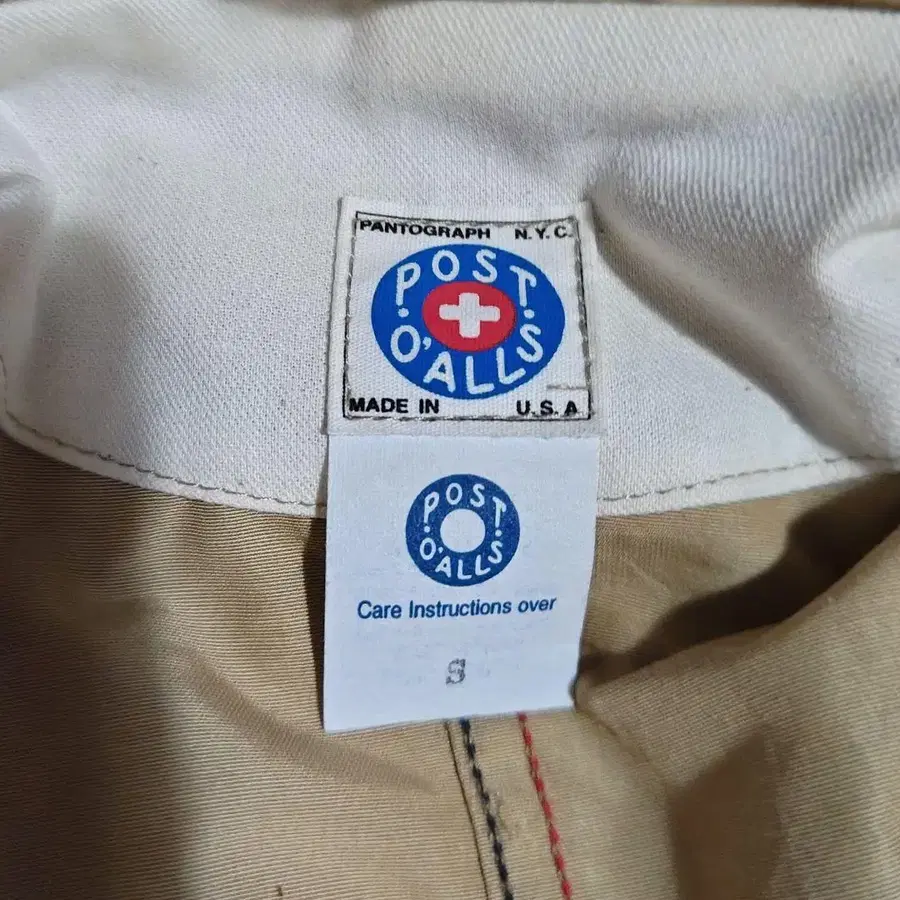 PANTOGRAPH N.Y.C.
POST
O'ALLS
MADE IN U.S.A
POST
O'ALLS
Care Instructions over
S